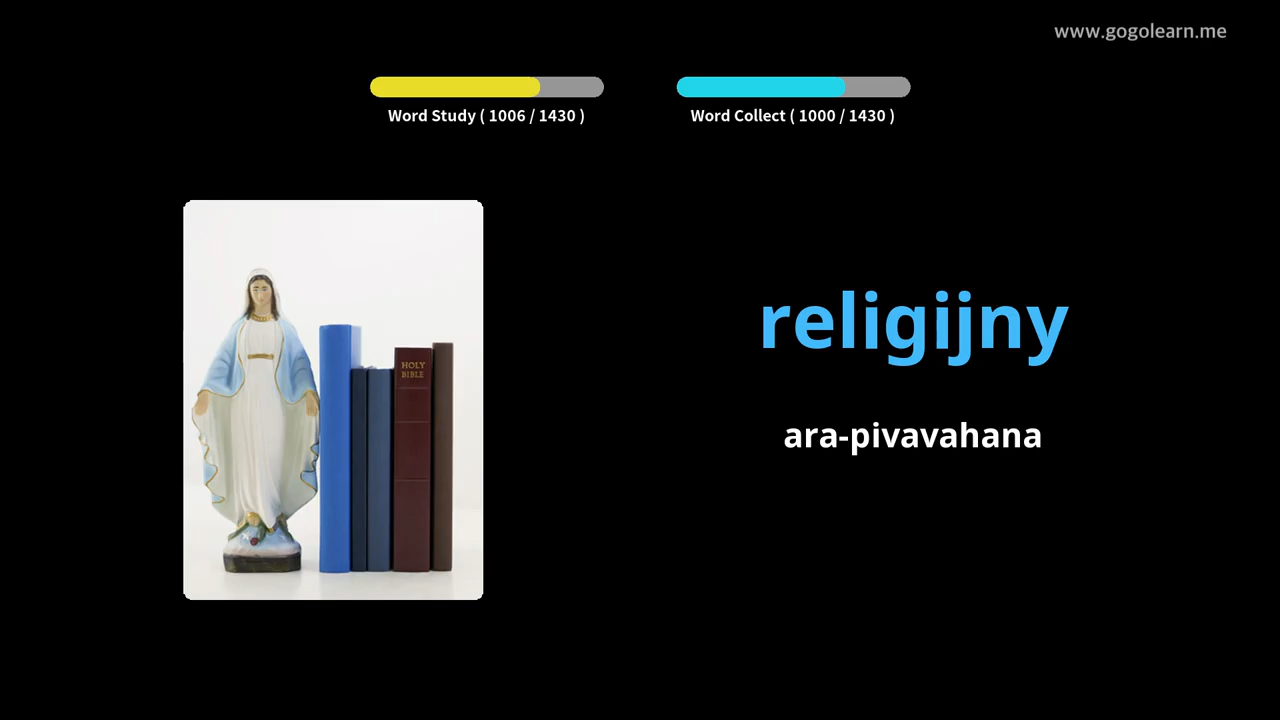 www.gogolearn.me
Word Study ( 1006 / 1430 )
Word Collect ( 1000 / 1430 )
HOLY
BIBLE
religijny
ara-pivavahana